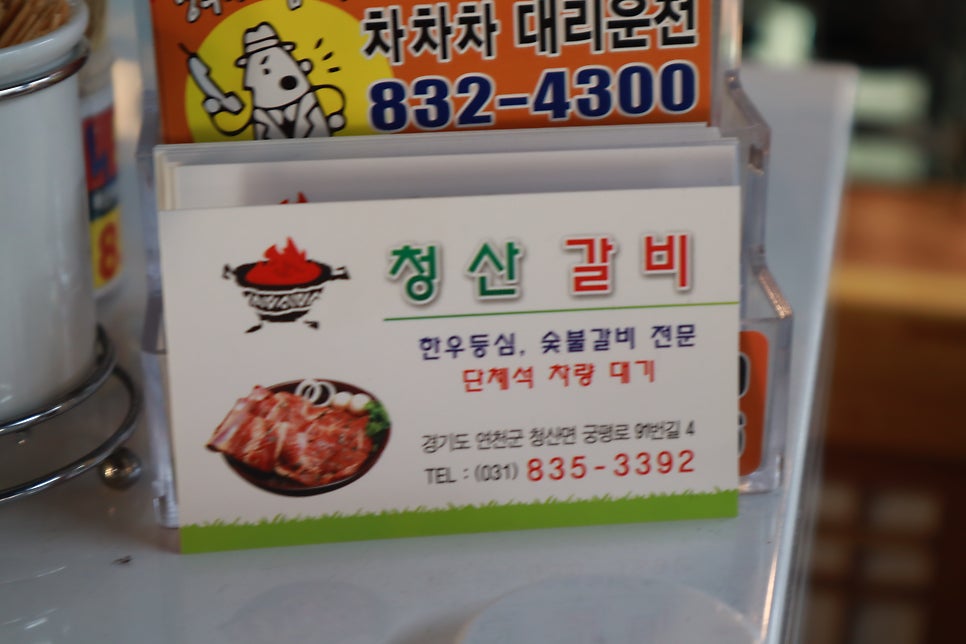 차차차 대리운전
832-4300
청산 갈비
한우등심, 숯불갈비 전문
단체석 차량 대기
경기도 연천군 청산면 궁평로 91번길 4
TEL : (031) 835-3392